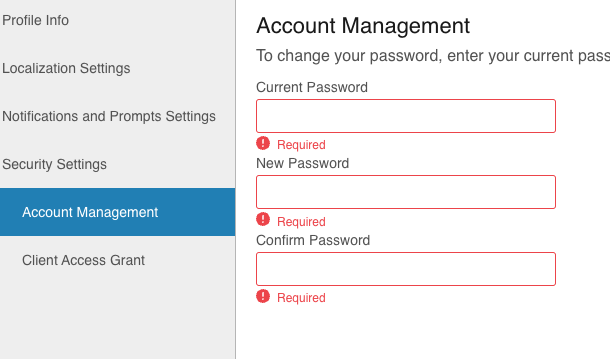 Profile Info
Localization Settings
Notifications and Prompts Settings
Security Settings
Account Management
Client Access Grant
Account Management
To change your password, enter your current pass
Current Password
Required
New Password
Required
Confirm Password
Required